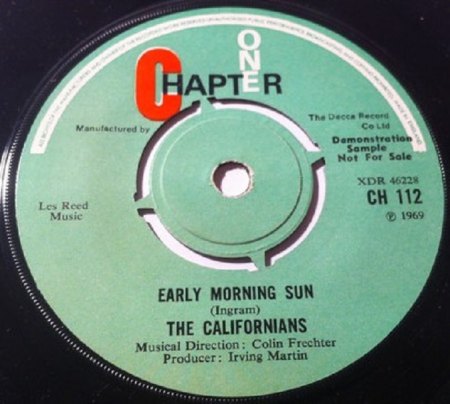 ONE
CHAPTER
Manufactured by
The Decca Record
Co Ltd
Demonstration
Sample
Not For Sale
XDR 46228
CH 112
℗ 1969
Les Reed
Music
EARLY MORNING SUN
(Ingram)
THE CALIFORNIANS
Musical Direction : Colin Frechter
Producer : Irving Martin